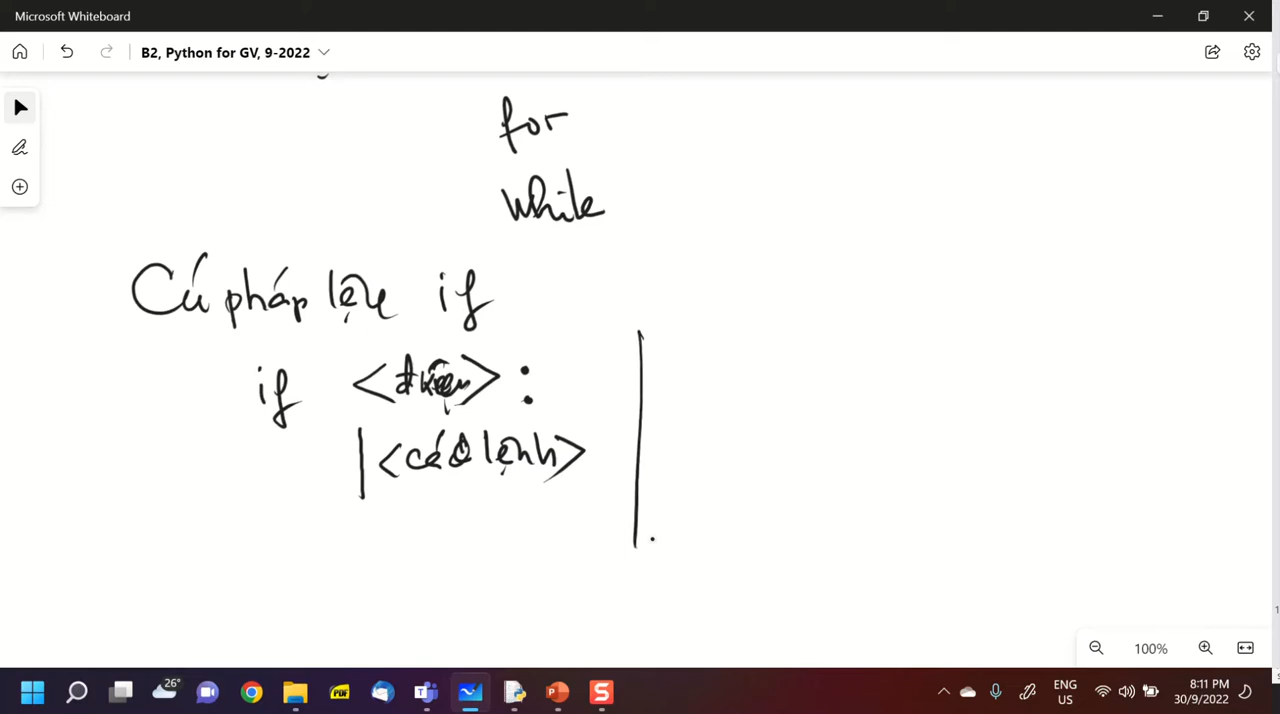 Microsoft Whiteboard
B2, Python for GV, 9-2022
for
while
Cú pháp lệnh if
if <đkiện> :
<các lệnh>
100%
26°
ENG
US
8:11 PM
30/9/2022